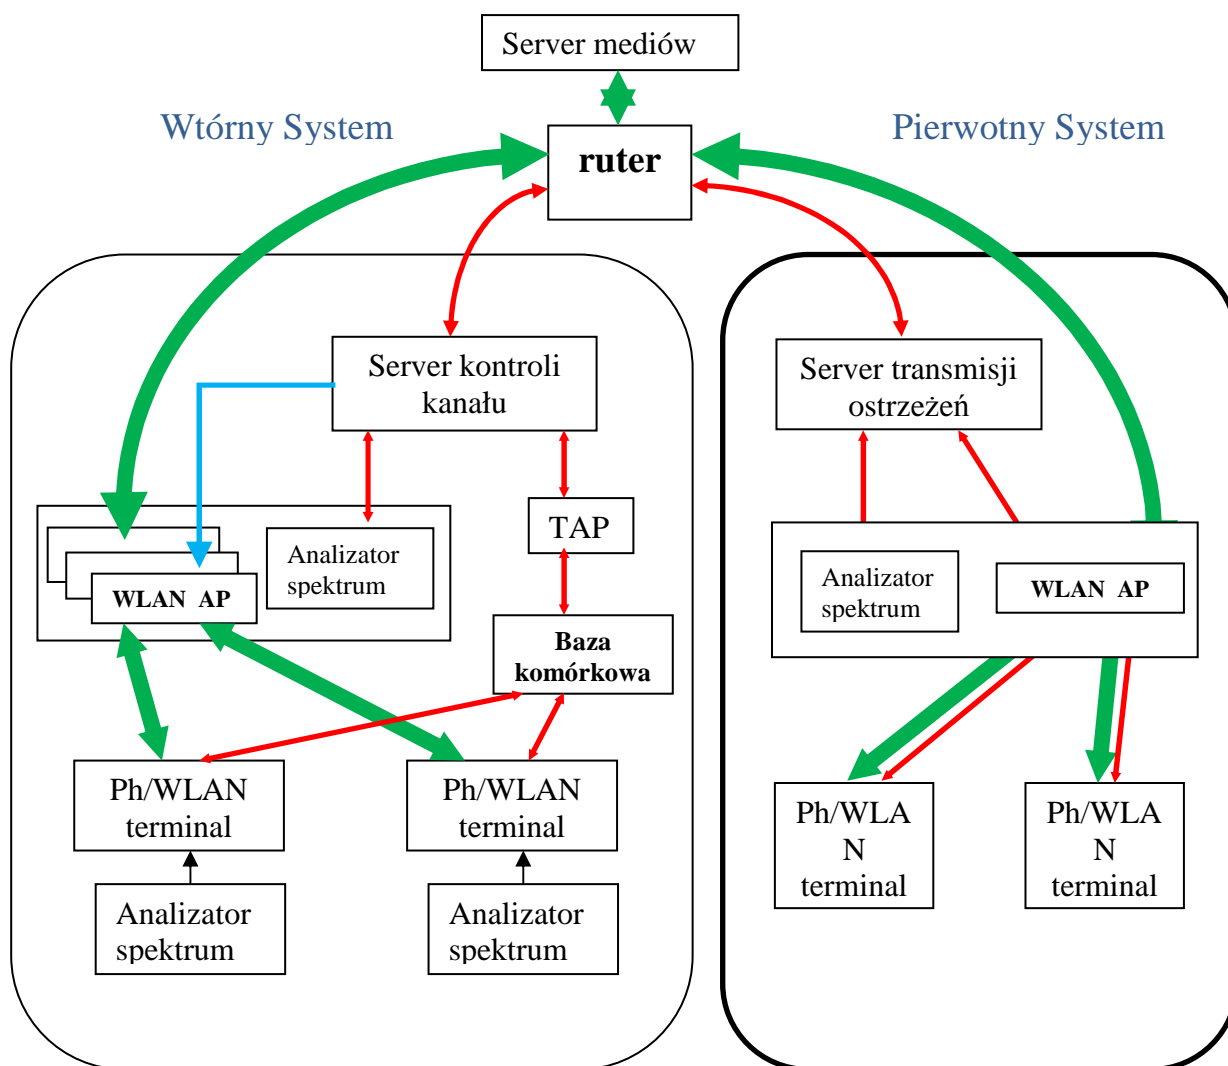 Server mediów
Wtórny System
Pierwotny System
ruter
Server kontroli
kanału
Server transmisji
ostrzeżeń
TAP
Analizator
spektrum
WLAN AP
Analizator
spektrum
WLAN AP
Baza
komórkowa
Ph/WLAN
terminal
Ph/WLAN
terminal
Ph/WLA
N
terminal
Ph/WLA
N
terminal
Analizator
spektrum
Analizator
spektrum